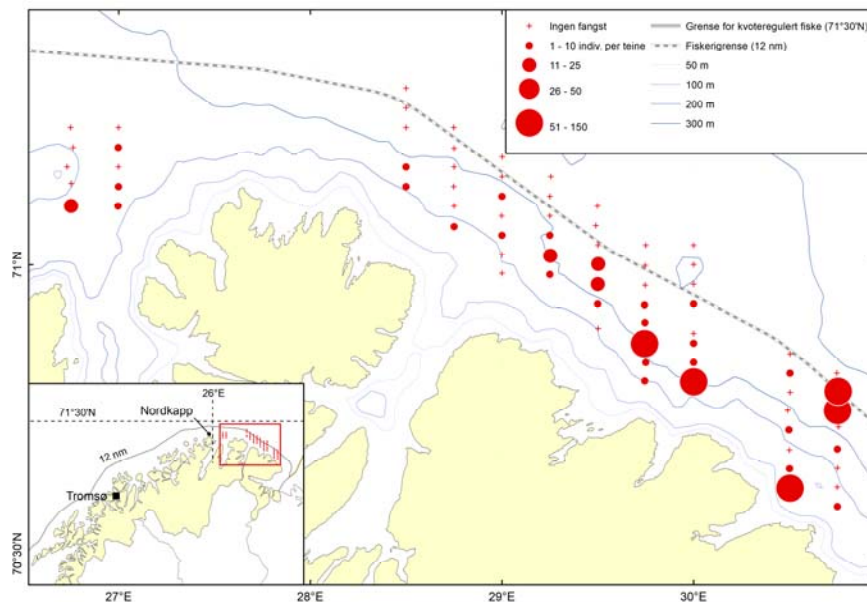 Ingen fangst
1 - 10 indiv. per teine
11 - 25
26 - 50
51 - 150
Grense for kvoteregulert fiske (71°30'N)
Fiskerigrense (12 nm)
50 m
100 m
200 m
300 m
71°N
70°30'N
26°E
71°30'N
Nordkapp
12 nm
Tromsø
27°E
28°E
29°E
30°E